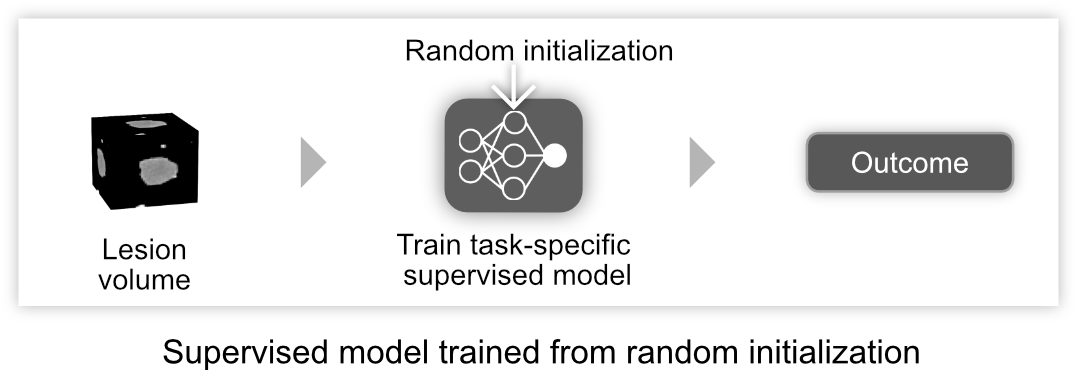 Random initialization
Outcome
Lesion
volume
Train task-specific
supervised model
Supervised model trained from random initialization